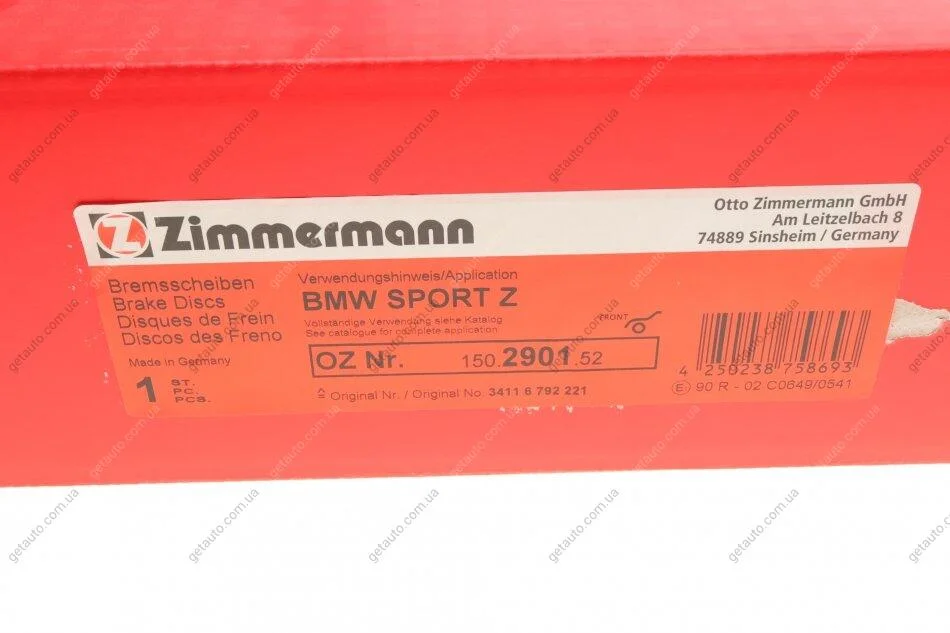 Zimmermann
Otto Zimmermann GmbH
Am Leitzelbach 8
74889 Sinsheim / Germany
Bremsscheiben
Brake Discs
Disques de Frein
Discos des Freno
Made in Germany
1 ST.
PC.
PCS.
Verwendungshinweis/Application
BMW SPORT Z
Vollständige Verwendung siehe Katalog
See catalogue for complete application
FRONT
OZ Nr. 150.2901.52
≙ Original Nr. / Original No. 3411 6 792 221
4 250238 758693
E 90 R - 02 C0649/0541
getauto.com.ua